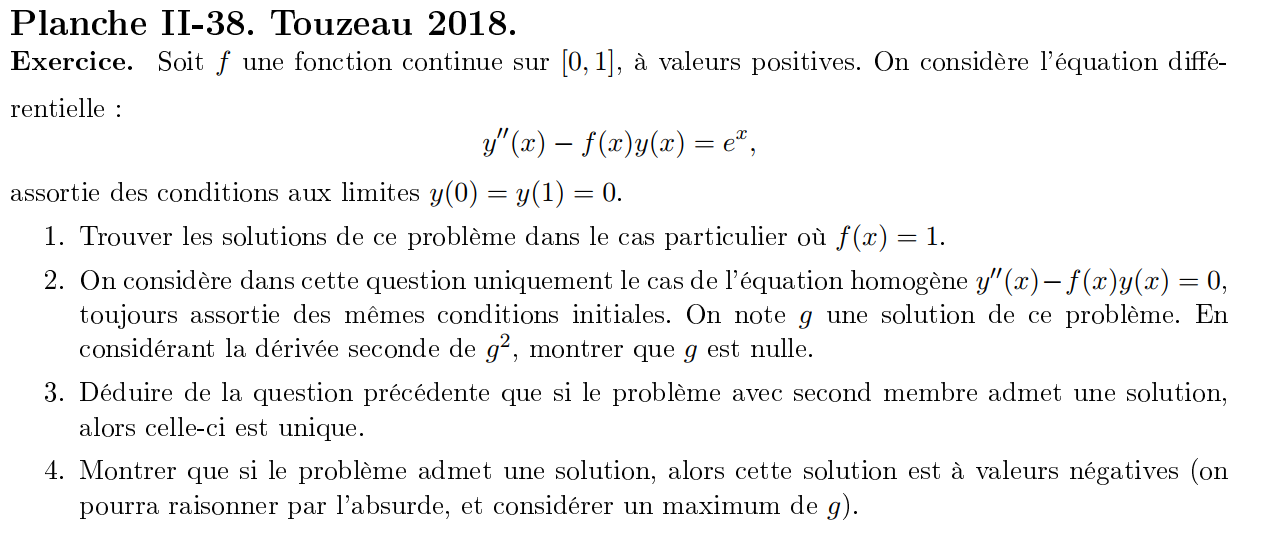 Planche II-38. Touzeau 2018.
Exercice. Soit f une fonction continue sur [0, 1], à valeurs positives. On considère l'équation diffé-
rentielle :
y′′(x) − f(x)y(x) = eˣ,
assortie des conditions aux limites y(0) = y(1) = 0.
1. Trouver les solutions de ce problème dans le cas particulier où f(x) = 1.
2. On considère dans cette question uniquement le cas de l'équation homogène y′′(x)−f(x)y(x) = 0,
toujours assortie des mêmes conditions initiales. On note g une solution de ce problème. En
considérant la dérivée seconde de g², montrer que g est nulle.
3. Déduire de la question précédente que si le problème avec second membre admet une solution,
alors celle-ci est unique.
4. Montrer que si le problème admet une solution, alors cette solution est à valeurs négatives (on
pourra raisonner par l'absurde, et considérer un maximum de g).